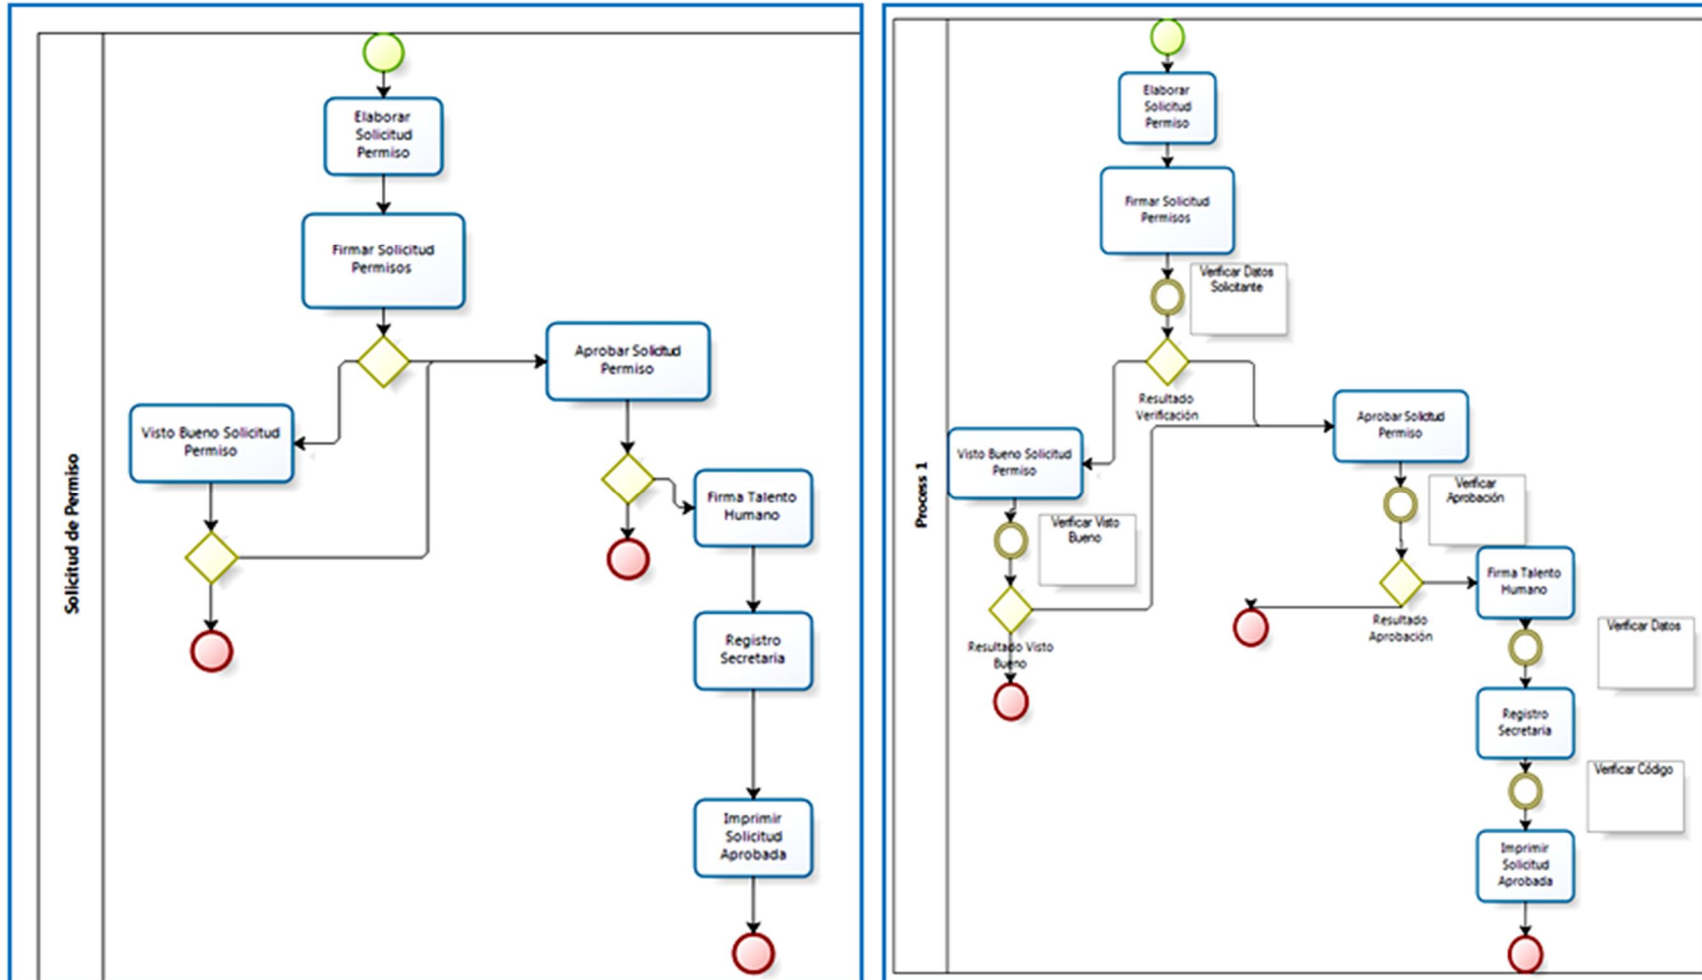 Solicitud de Permiso
Elaborar
Solicitud
Permiso
Firmar Solicitud
Permisos
Aprobar Solicitud
Permiso
Visto Bueno Solicitud
Permiso
Firma Talento
Humano
Registro
Secretaria
Imprimir
Solicitud
Aprobada
Process 1
Elaborar
Solicitud
Permiso
Firmar Solicitud
Permisos
Verificar Datos
Solicitante
Resultado
Verificación
Aprobar Solicitud
Permiso
Visto Bueno Solicitud
Permiso
Verificar
Aprobación
Verificar Visto
Bueno
Firma Talento
Humano
Resultado
Aprobación
Resultado Visto
Bueno
Verificar Datos
Registro
Secretaria
Verificar Código
Imprimir
Solicitud
Aprobada